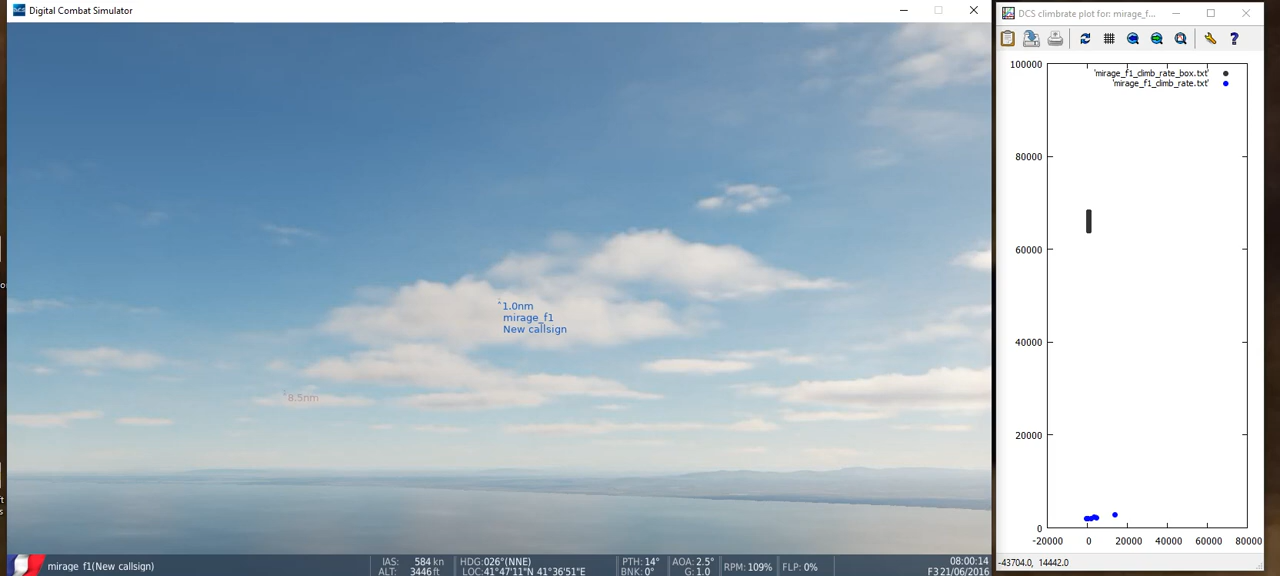 DCS Digital Combat Simulator
1.0nm
mirage_f1
New callsign
8.5nm
mirage_f1(New callsign)
IAS: 584 kn
ALT: 3446 ft
HDG:026°(NNE)
LOC:41°47'11"N 41°36'51"E
PTH: 14°
BNK: 0°
AOA: 2.5°
G: 1.0
RPM: 109%
FLP: 0%
08:00:14
F3 21/06/2016
DCS climbrate plot for: mirage_f...
?
'mirage_f1_climb_rate_box.txt'
'mirage_f1_climb_rate.txt'
100000
80000
60000
40000
20000
0
-20000 0 20000 40000 60000 80000
-43704.0, 14442.0